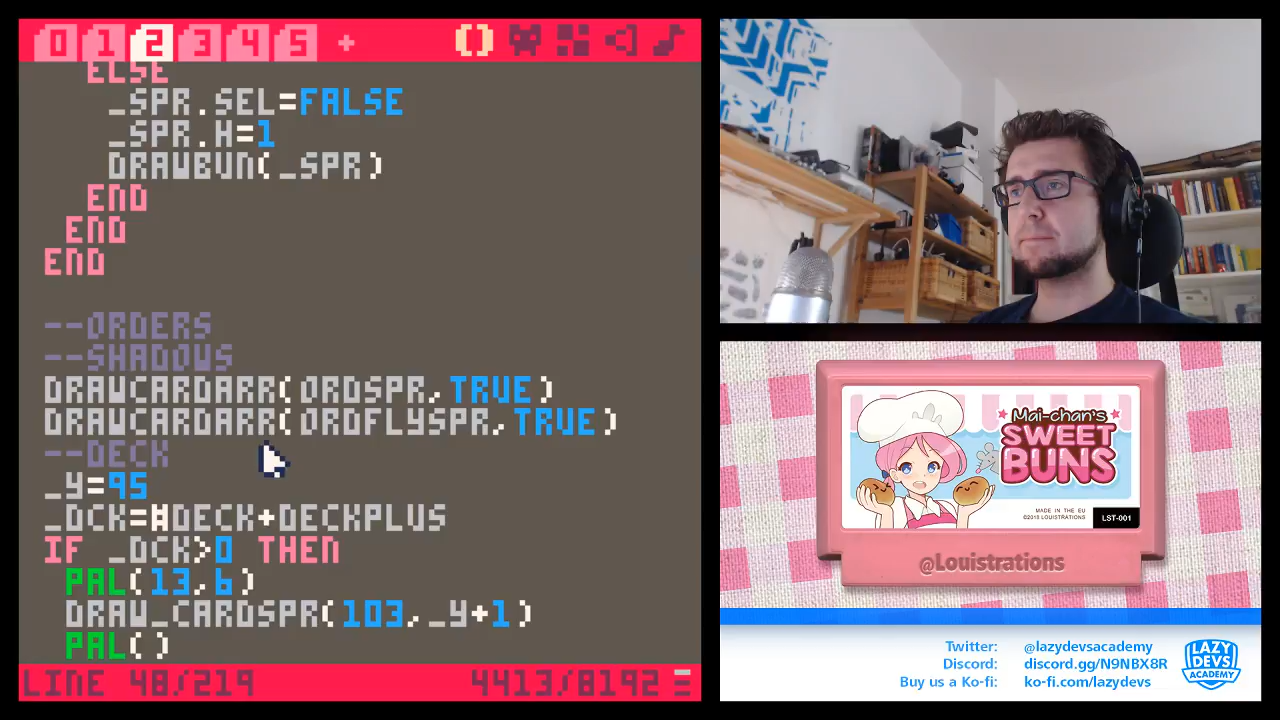 0 1 2 3 4 5 +
ELSE
_SPR.SEL=FALSE
_SPR.H=1
DRAWBUN(_SPR)
END
END
END
--ORDERS
--SHADOWS
DRAWCARDARR(ORDSPR,TRUE)
DRAWCARDARR(ORDFLYSPR,TRUE)
--DECK
_Y=95
_DCK=#DECK+DECKPLUS
IF _DCK>0 THEN
PAL(13,6)
DRAW_CARDSPR(103,_Y+1)
PAL()
LINE 48/219
4413/8192
Mai-chan's
SWEET
BUNS
MADE IN THE EU
©2018 LOUISTRATIONS
LST-001
@Louistrations
Twitter: @lazydevsacademy
Discord: discord.gg/N9NBX8R
Buy us a Ko-fi: ko-fi.com/lazydevs
LAZY
DEVS
ACADEMY